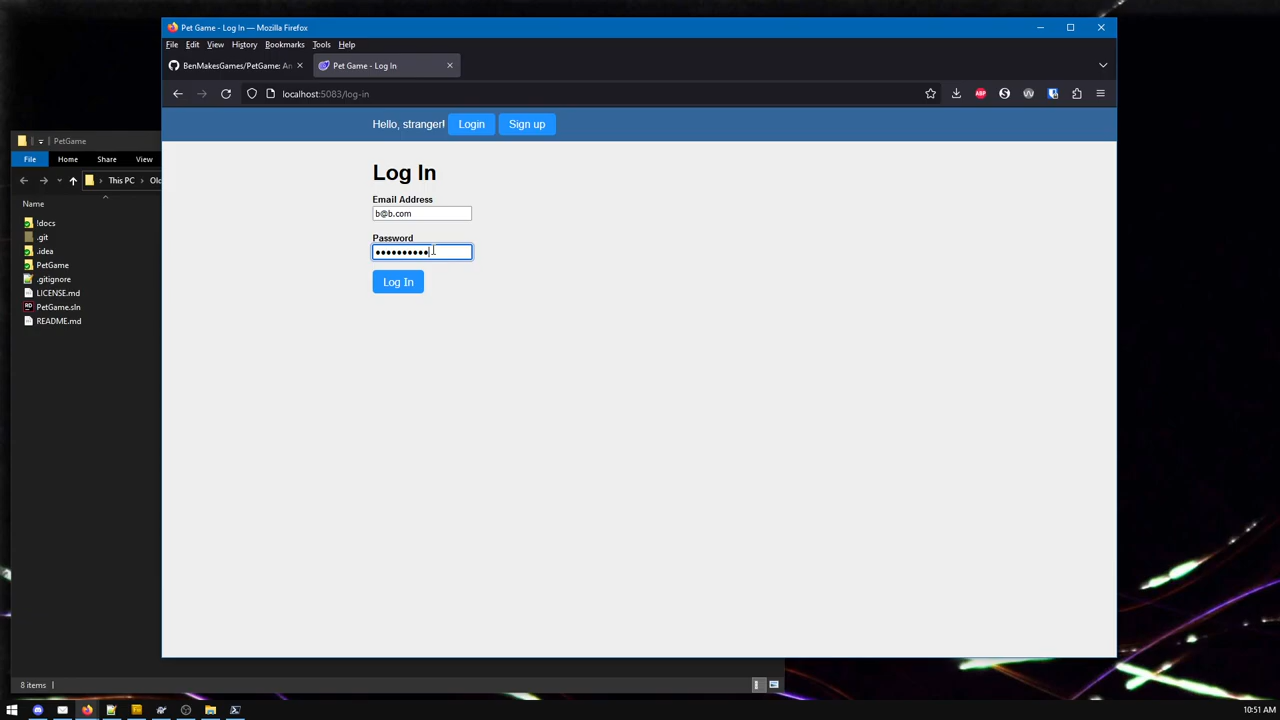 Pet Game - Log In — Mozilla Firefox
File Edit View History Bookmarks Tools Help
BenMakesGames/PetGame: An
Pet Game - Log In
localhost:5083/log-in
ABP
Hello, stranger!
Login
Sign up
Log In
Email Address
b@b.com
Password
••••••••••
Log In
PetGame
File Home Share View
This PC
Old
Name
!docs
.git
.idea
PetGame
.gitignore
LICENSE.md
PetGame.sln
README.md
8 items
10:51 AM